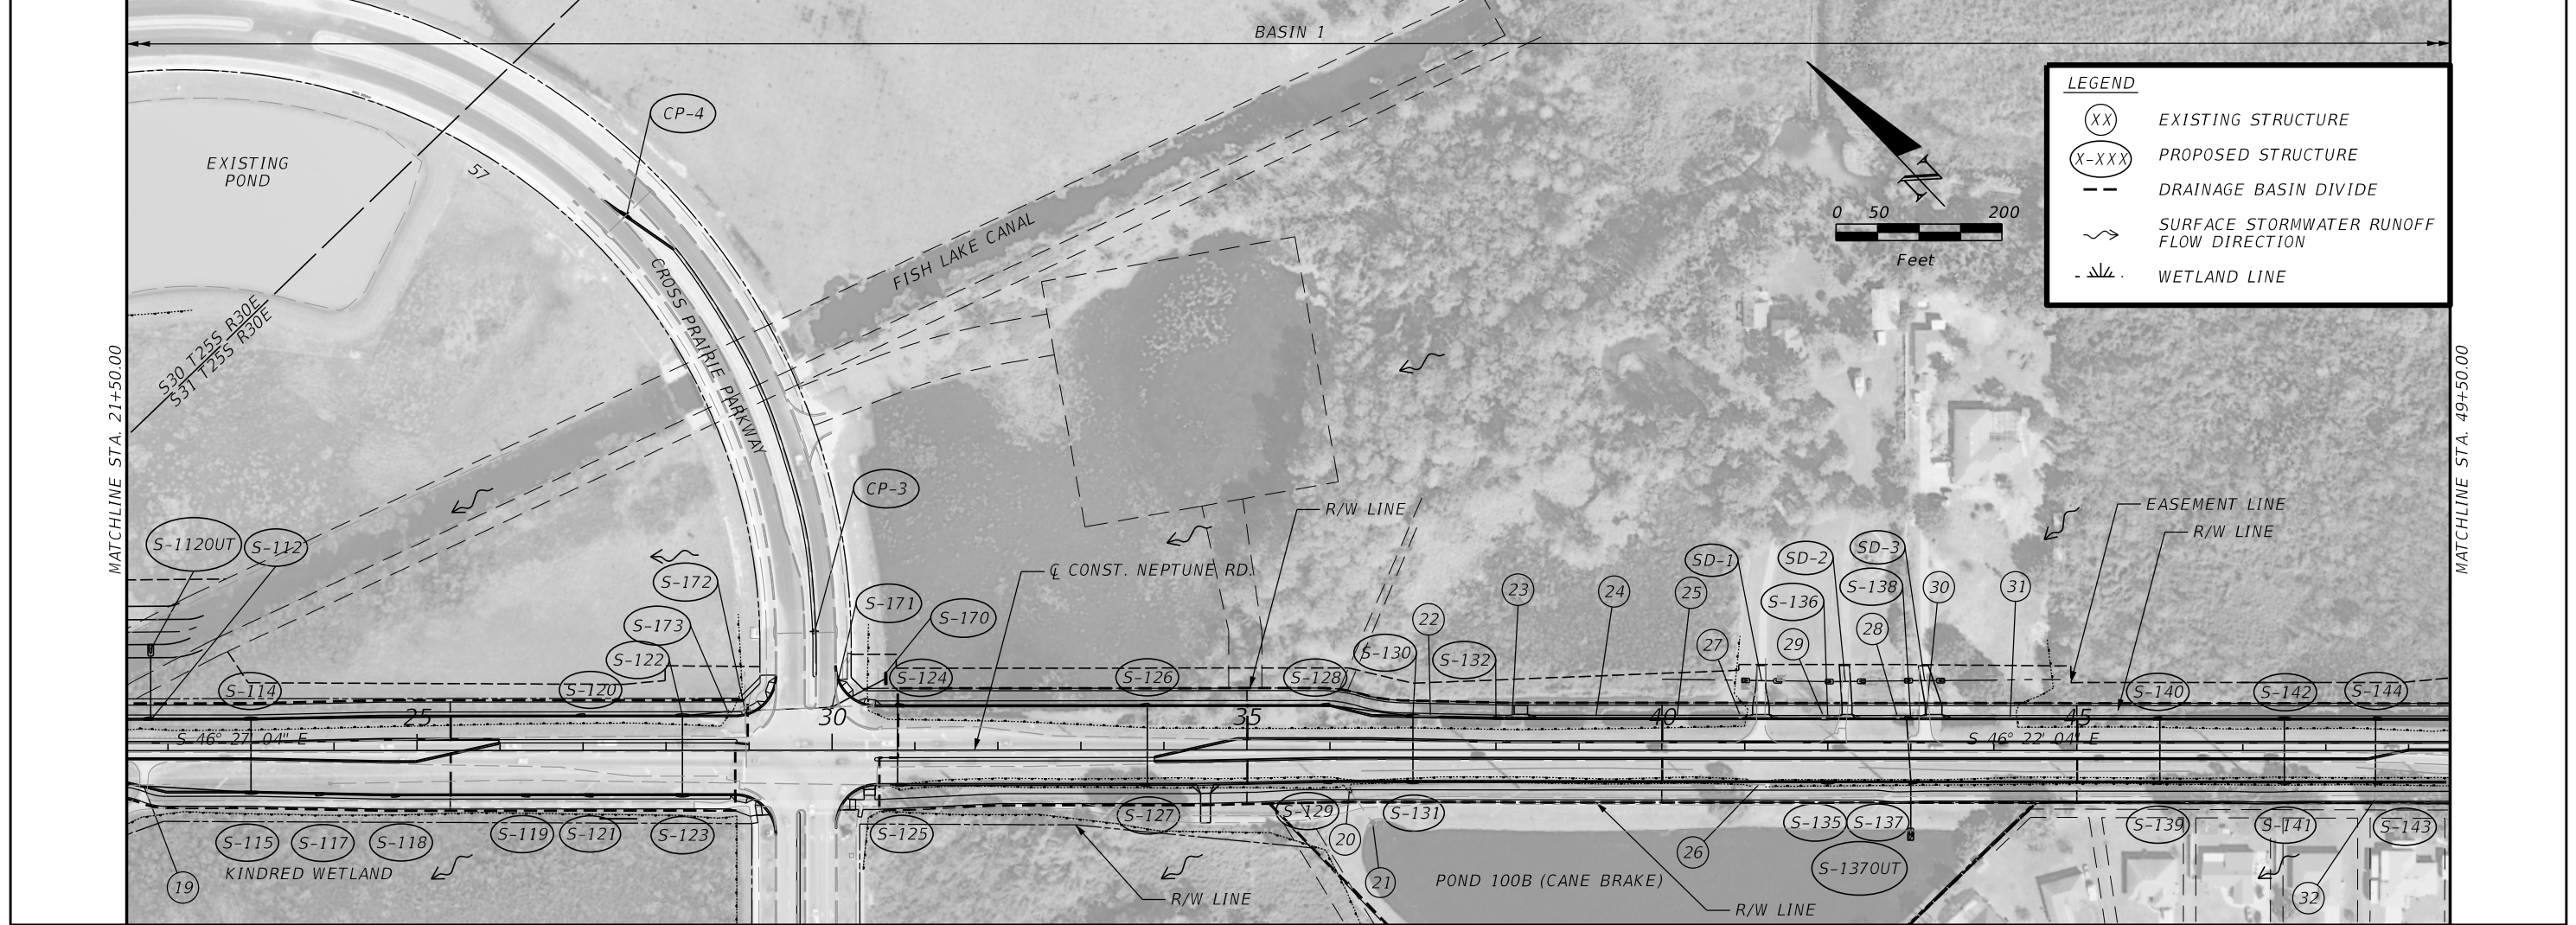 BASIN 1
LEGEND
XX EXISTING STRUCTURE
X-XXX PROPOSED STRUCTURE
DRAINAGE BASIN DIVIDE
SURFACE STORMWATER RUNOFF
FLOW DIRECTION
WETLAND LINE
N
0 50 200
Feet
CP-4
EXISTING
POND
57
FISH LAKE CANAL
CROSS PRAIRIE PARKWAY
S30 T25S R30E
S31 T25S R30E
MATCHLINE STA. 21+50.00
MATCHLINE STA. 49+50.00
CP-3
R/W LINE
EASEMENT LINE
R/W LINE
S-112OUT
S-112
℄ CONST. NEPTUNE RD.
S-172
S-171
S-170
S-173
S-122
SD-1
SD-2
SD-3
23
24
25
S-136
S-138
30
31
22
27
29
28
S-130
S-132
S-114
S-120
S-124
S-126
S-128
S-140
S-142
S-144
25
30
35
40
45
S 46° 27' 04" E
S 46° 22' 04" E
S-115
S-117
S-118
S-119
S-121
S-123
S-125
S-127
S-129
20
S-131
26
S-135
S-137
S-139
S-141
S-143
S-137OUT
19
KINDRED WETLAND
R/W LINE
21
POND 100B (CANE BRAKE)
R/W LINE
32